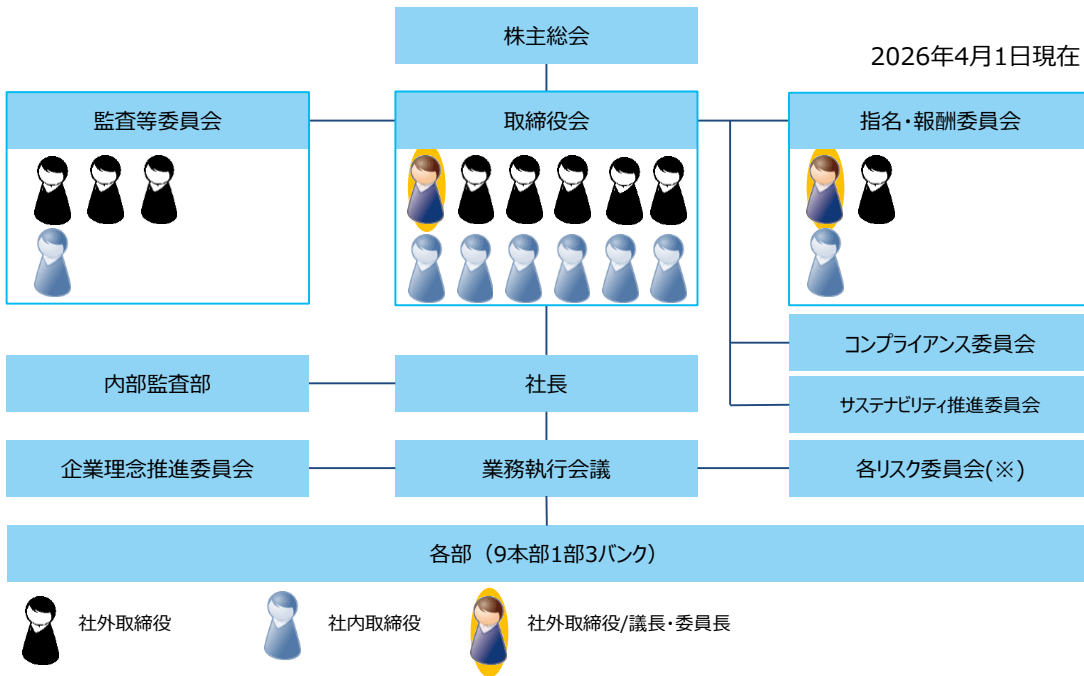 株主総会
2026年4月1日現在
監査等委員会
取締役会
指名・報酬委員会
コンプライアンス委員会
内部監査部
社長
サステナビリティ推進委員会
企業理念推進委員会
業務執行会議
各リスク委員会(※)
各部（9本部1部3バンク）
社外取締役
社内取締役
社外取締役/議長・委員長